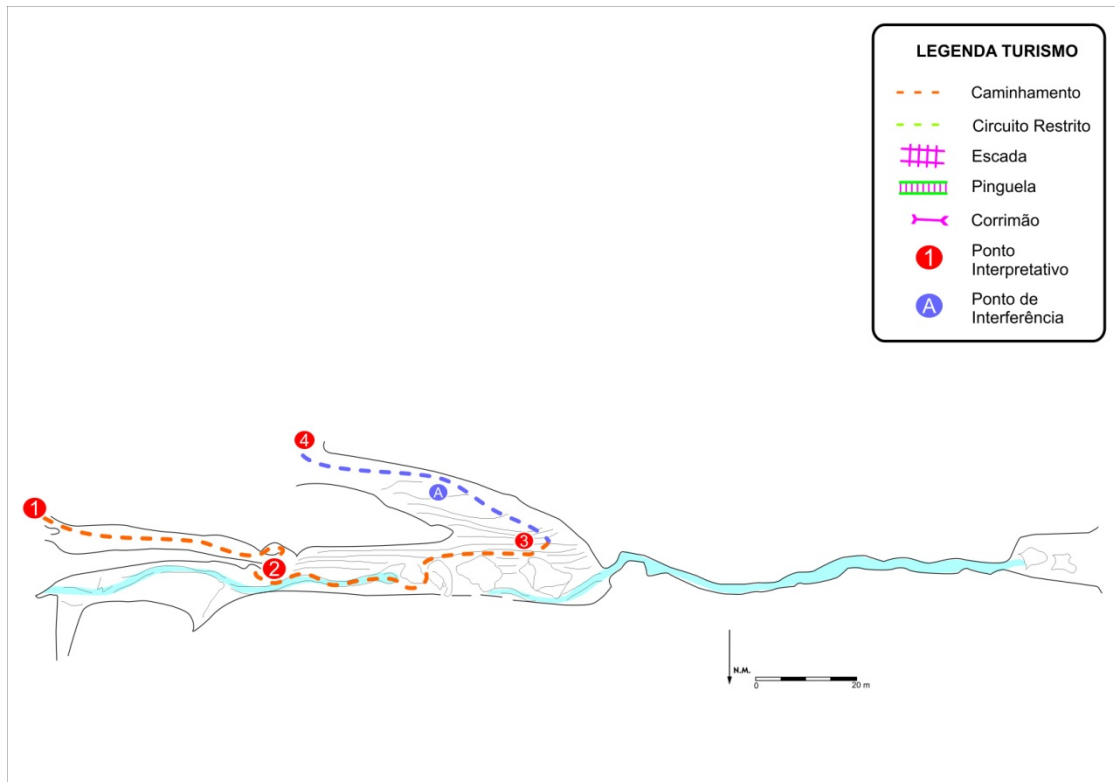 LEGENDA TURISMO
Caminhamento
Circuito Restrito
Escada
Pinguela
Corrimão
1 Ponto
Interpretativo
A Ponto de
Interferência
4
A
1
3
2
N.M.
0 20 m